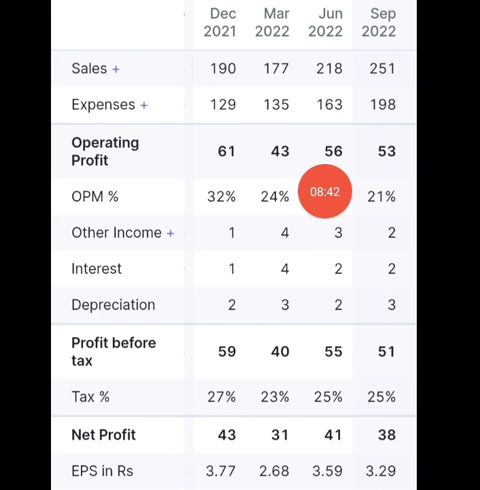 Dec Mar Jun Sep
2021 2022 2022 2022
Sales + 190 177 218 251
Expenses + 129 135 163 198
Operating
Profit 61 43 56 53
OPM % 32% 24% 08:42 21%
Other Income + 1 4 3 2
Interest 1 4 2 2
Depreciation 2 3 2 3
Profit before
tax 59 40 55 51
Tax % 27% 23% 25% 25%
Net Profit 43 31 41 38
EPS in Rs 3.77 2.68 3.59 3.29